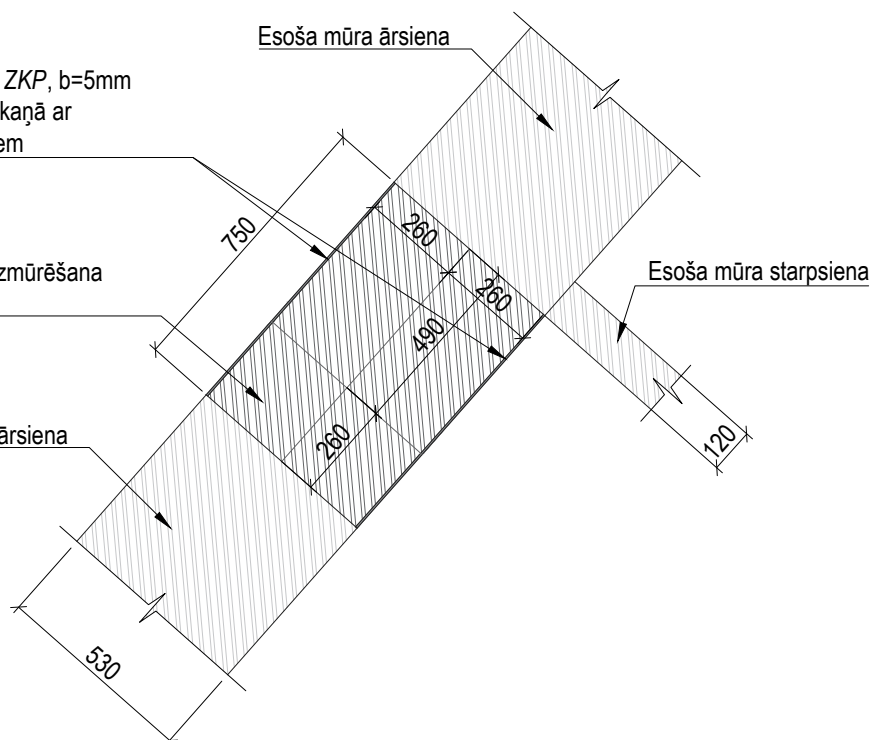 Esoša mūra ārsiena
ZKP, b=5mm
kaņā ar
750
260
zmūrēšana
260
Esoša mūra starpsiena
490
260
ārsiena
120
530